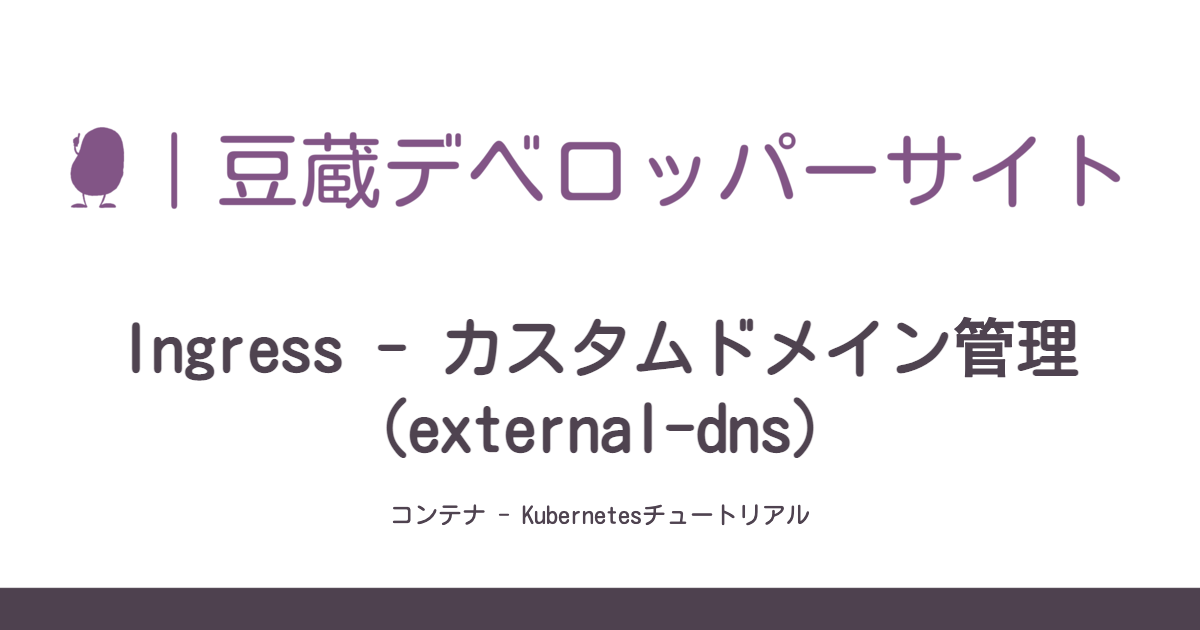 |豆蔵デベロッパーサイト
Ingress - カスタムドメイン管理
(external-dns)
コンテナ - Kubernetesチュートリアル